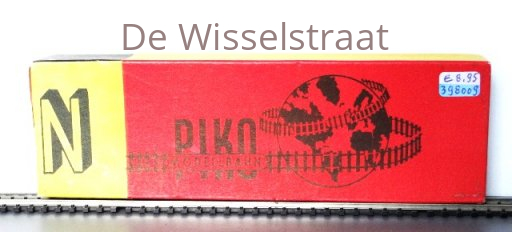 De Wisselstraat
€ 8.95
398009
N
PIKO